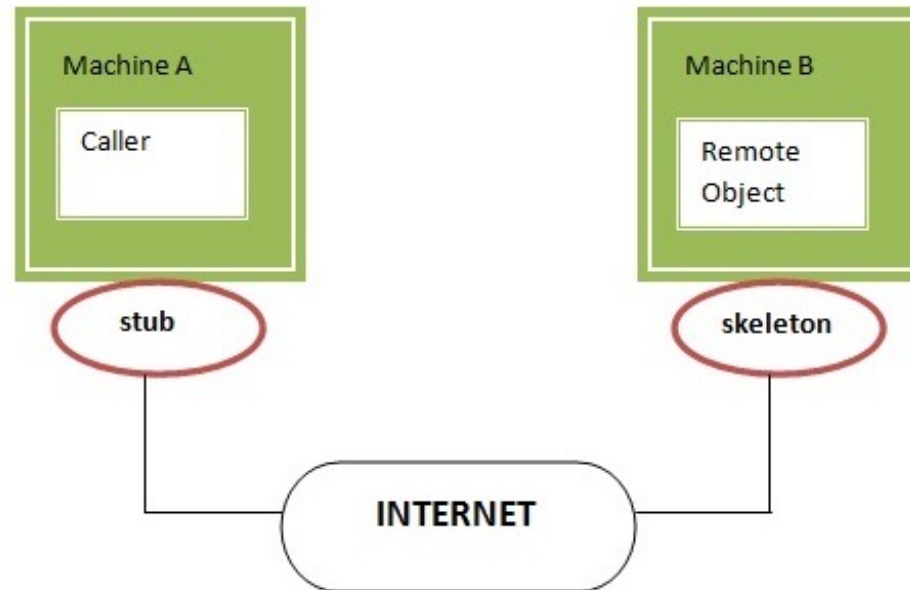 Machine A
Caller
stub
Machine B
Remote
Object
skeleton
INTERNET